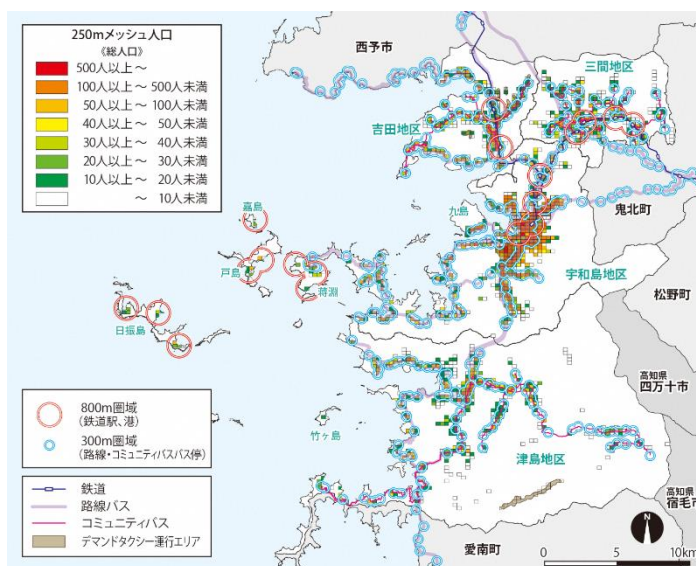 250mメッシュ人口
《総人口》
500人以上～
100人以上～ 500人未満
50人以上～ 100人未満
40人以上～ 50人未満
30人以上～ 40人未満
20人以上～ 30人未満
10人以上～ 20人未満
～ 10人未満
西予市
三間地区
吉田地区
鬼北町
嘉島
九島
戸島
蒋淵
宇和島地区
松野町
日振島
高知県
四万十市
竹ヶ島
津島地区
高知県
宿毛市
愛南町
800m圏域
(鉄道駅、港)
300m圏域
(路線・コミュニティバスバス停)
鉄道
路線バス
コミュニティバス
デマンドタクシー運行エリア
N
0 5 10km